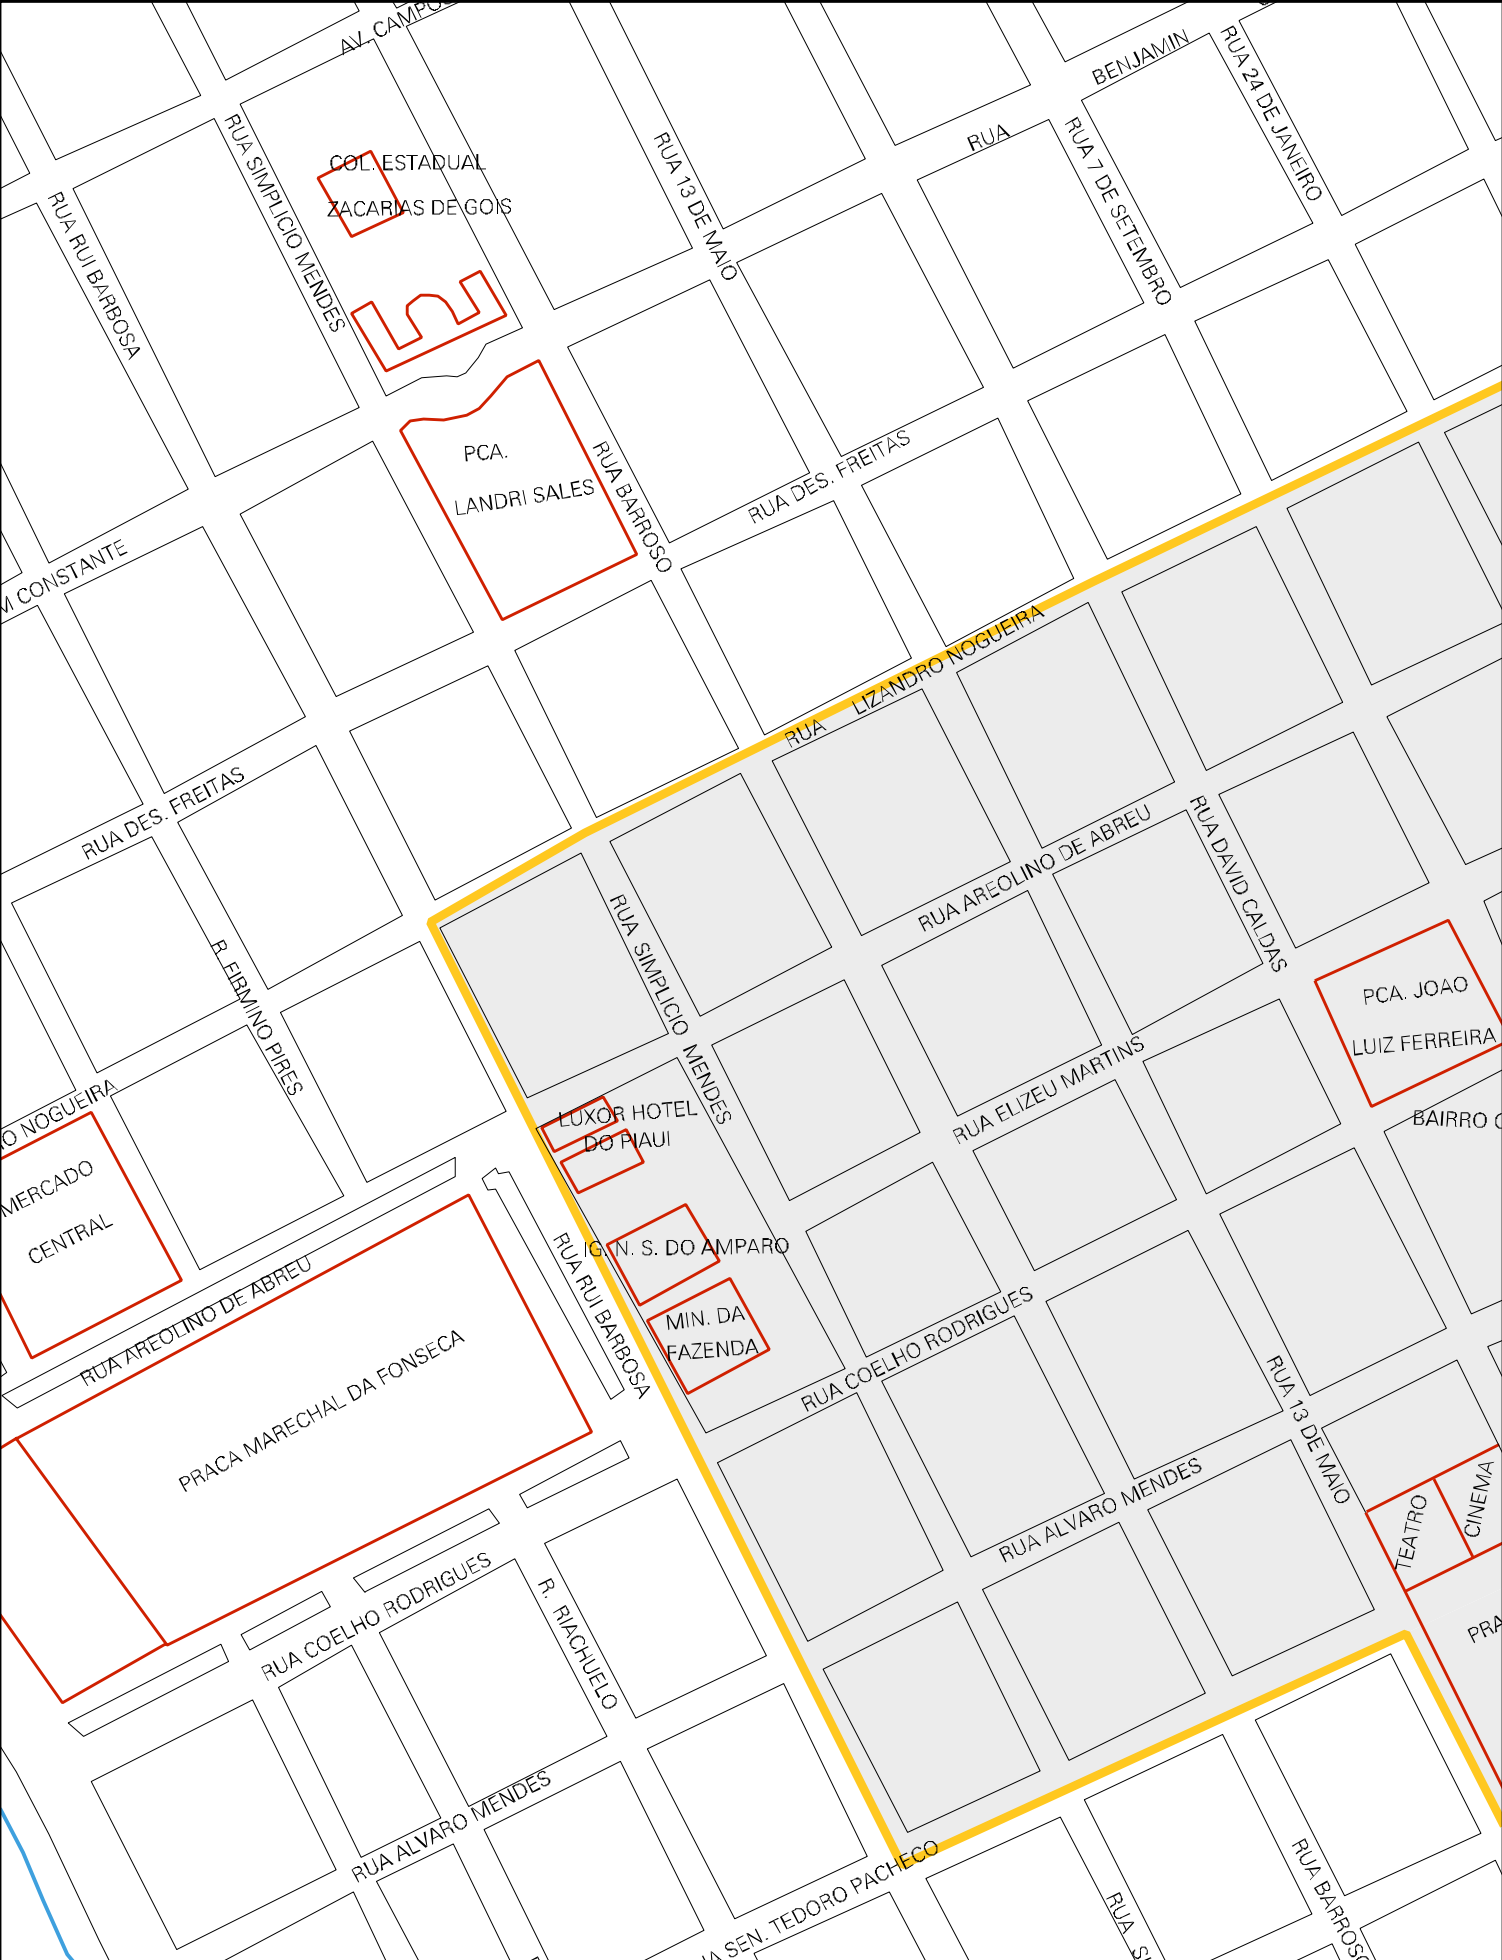 AV. CAMPOS
BENJAMIN
RUA 24 DE JANEIRO
RUA
RUA 7 DE SETEMBRO
RUA SIMPLICIO MENDES
COL. ESTADUAL
ZACARIAS DE GOIS
RUA 13 DE MAIO
RUA RUI BARBOSA
PCA.
LANDRI SALES
RUA BARROSO
RUA DES. FREITAS
M CONSTANTE
RUA LIZANDRO NOGUEIRA
RUA DES. FREITAS
RUA AREOLINO DE ABREU
RUA DAVID CALDAS
RUA SIMPLICIO MENDES
R. FIRMINO PIRES
PCA. JOAO
LUIZ FERREIRA
RUA ELIZEU MARTINS
O NOGUEIRA
LUXOR HOTEL
DO PIAUI
BAIRRO
MERCADO
CENTRAL
IG. N. S. DO AMPARO
RUA RUI BARBOSA
RUA AREOLINO DE ABREU
MIN. DA
FAZENDA
RUA COELHO RODRIGUES
PRACA MARECHAL DA FONSECA
RUA 13 DE MAIO
RUA ALVARO MENDES
TEATRO
CINEMA
RUA COELHO RODRIGUES
R. RIACHUELO
PRA
RUA ALVARO MENDES
RUA BARROSO
A SEN. TEDORO PACHECO
RUA S